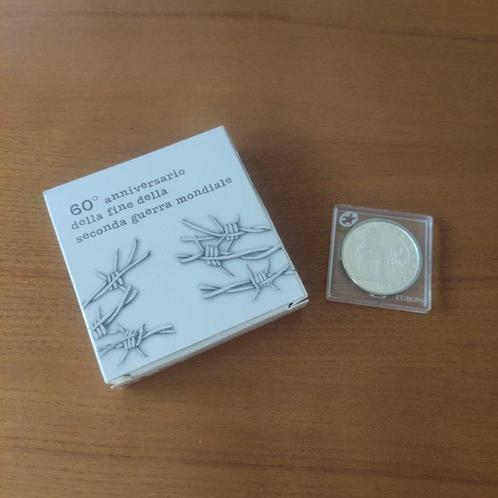 60° anniversario
della fine della
seconda guerra mondiale
EUROPA